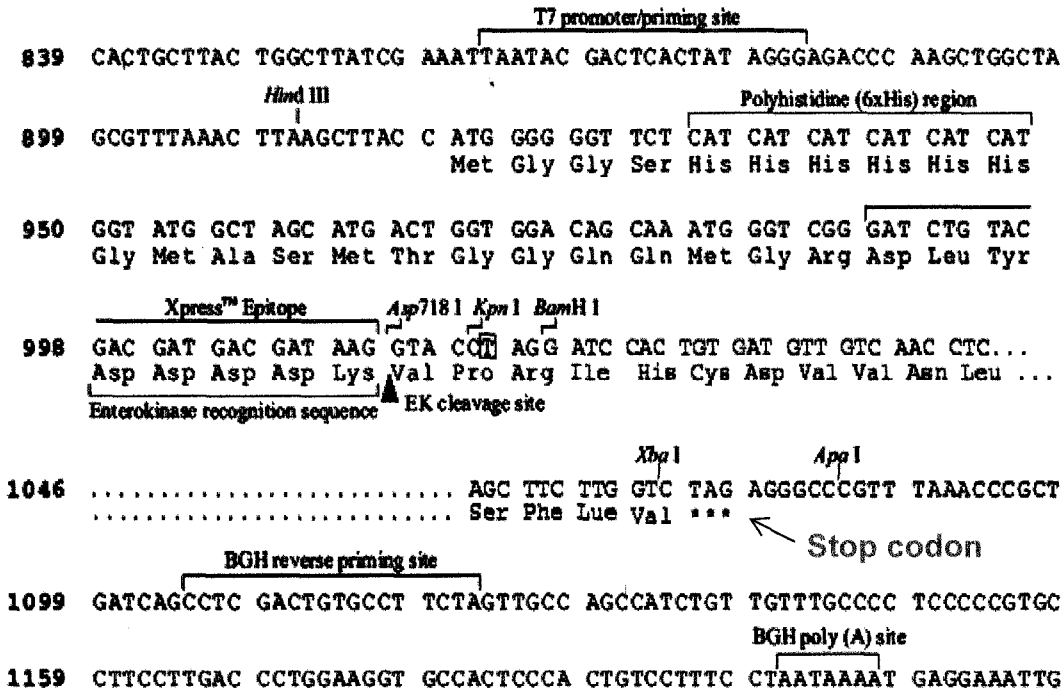 T7 promoter/priming site
839 CACTGCTTAC TGGCTTATCG AAATTAATAC GACTCACTAT AGGGAGACCC AAGCTGGCTA
Hind III
Polyhistidine (6xHis) region
899 GCGTTTAAAC TTAAGCTTAC C ATG GGG GGT TCT CAT CAT CAT CAT CAT CAT
Met Gly Gly Ser His His His His His His
950 GGT ATG GCT AGC ATG ACT GGT GGA CAG CAA ATG GGT CGG GAT CTG TAC
Gly Met Ala Ser Met Thr Gly Gly Gln Gln Met Gly Arg Asp Leu Tyr
Xpress™ Epitope Asp718 I Kpn I BamH I
998 GAC GAT GAC GAT AAG GTA CCT AGG ATC CAC TGT GAT GTT GTC AAC CTC...
Asp Asp Asp Asp Lys Val Pro Arg Ile His Cys Asp Val Val Asn Leu ...
Enterokinase recognition sequence EK cleavage site
Xba I Apa I
1046 .............................. AGC TTC TTG GTC TAG AGGGCCCGTT TAAACCCGCT
.............................. Ser Phe Lue Val ***
Stop codon
BGH reverse priming site
1099 GATCAGCCTC GACTGTGCCT TCTAGTTGCC AGCCATCTGT TGTTTGCCCC TCCCCCGTGC
BGH poly (A) site
1159 CTTCCTTGAC CCTGGAAGGT GCCACTCCCA CTGTCCTTTC CTAATAAAAT GAGGAAATTG